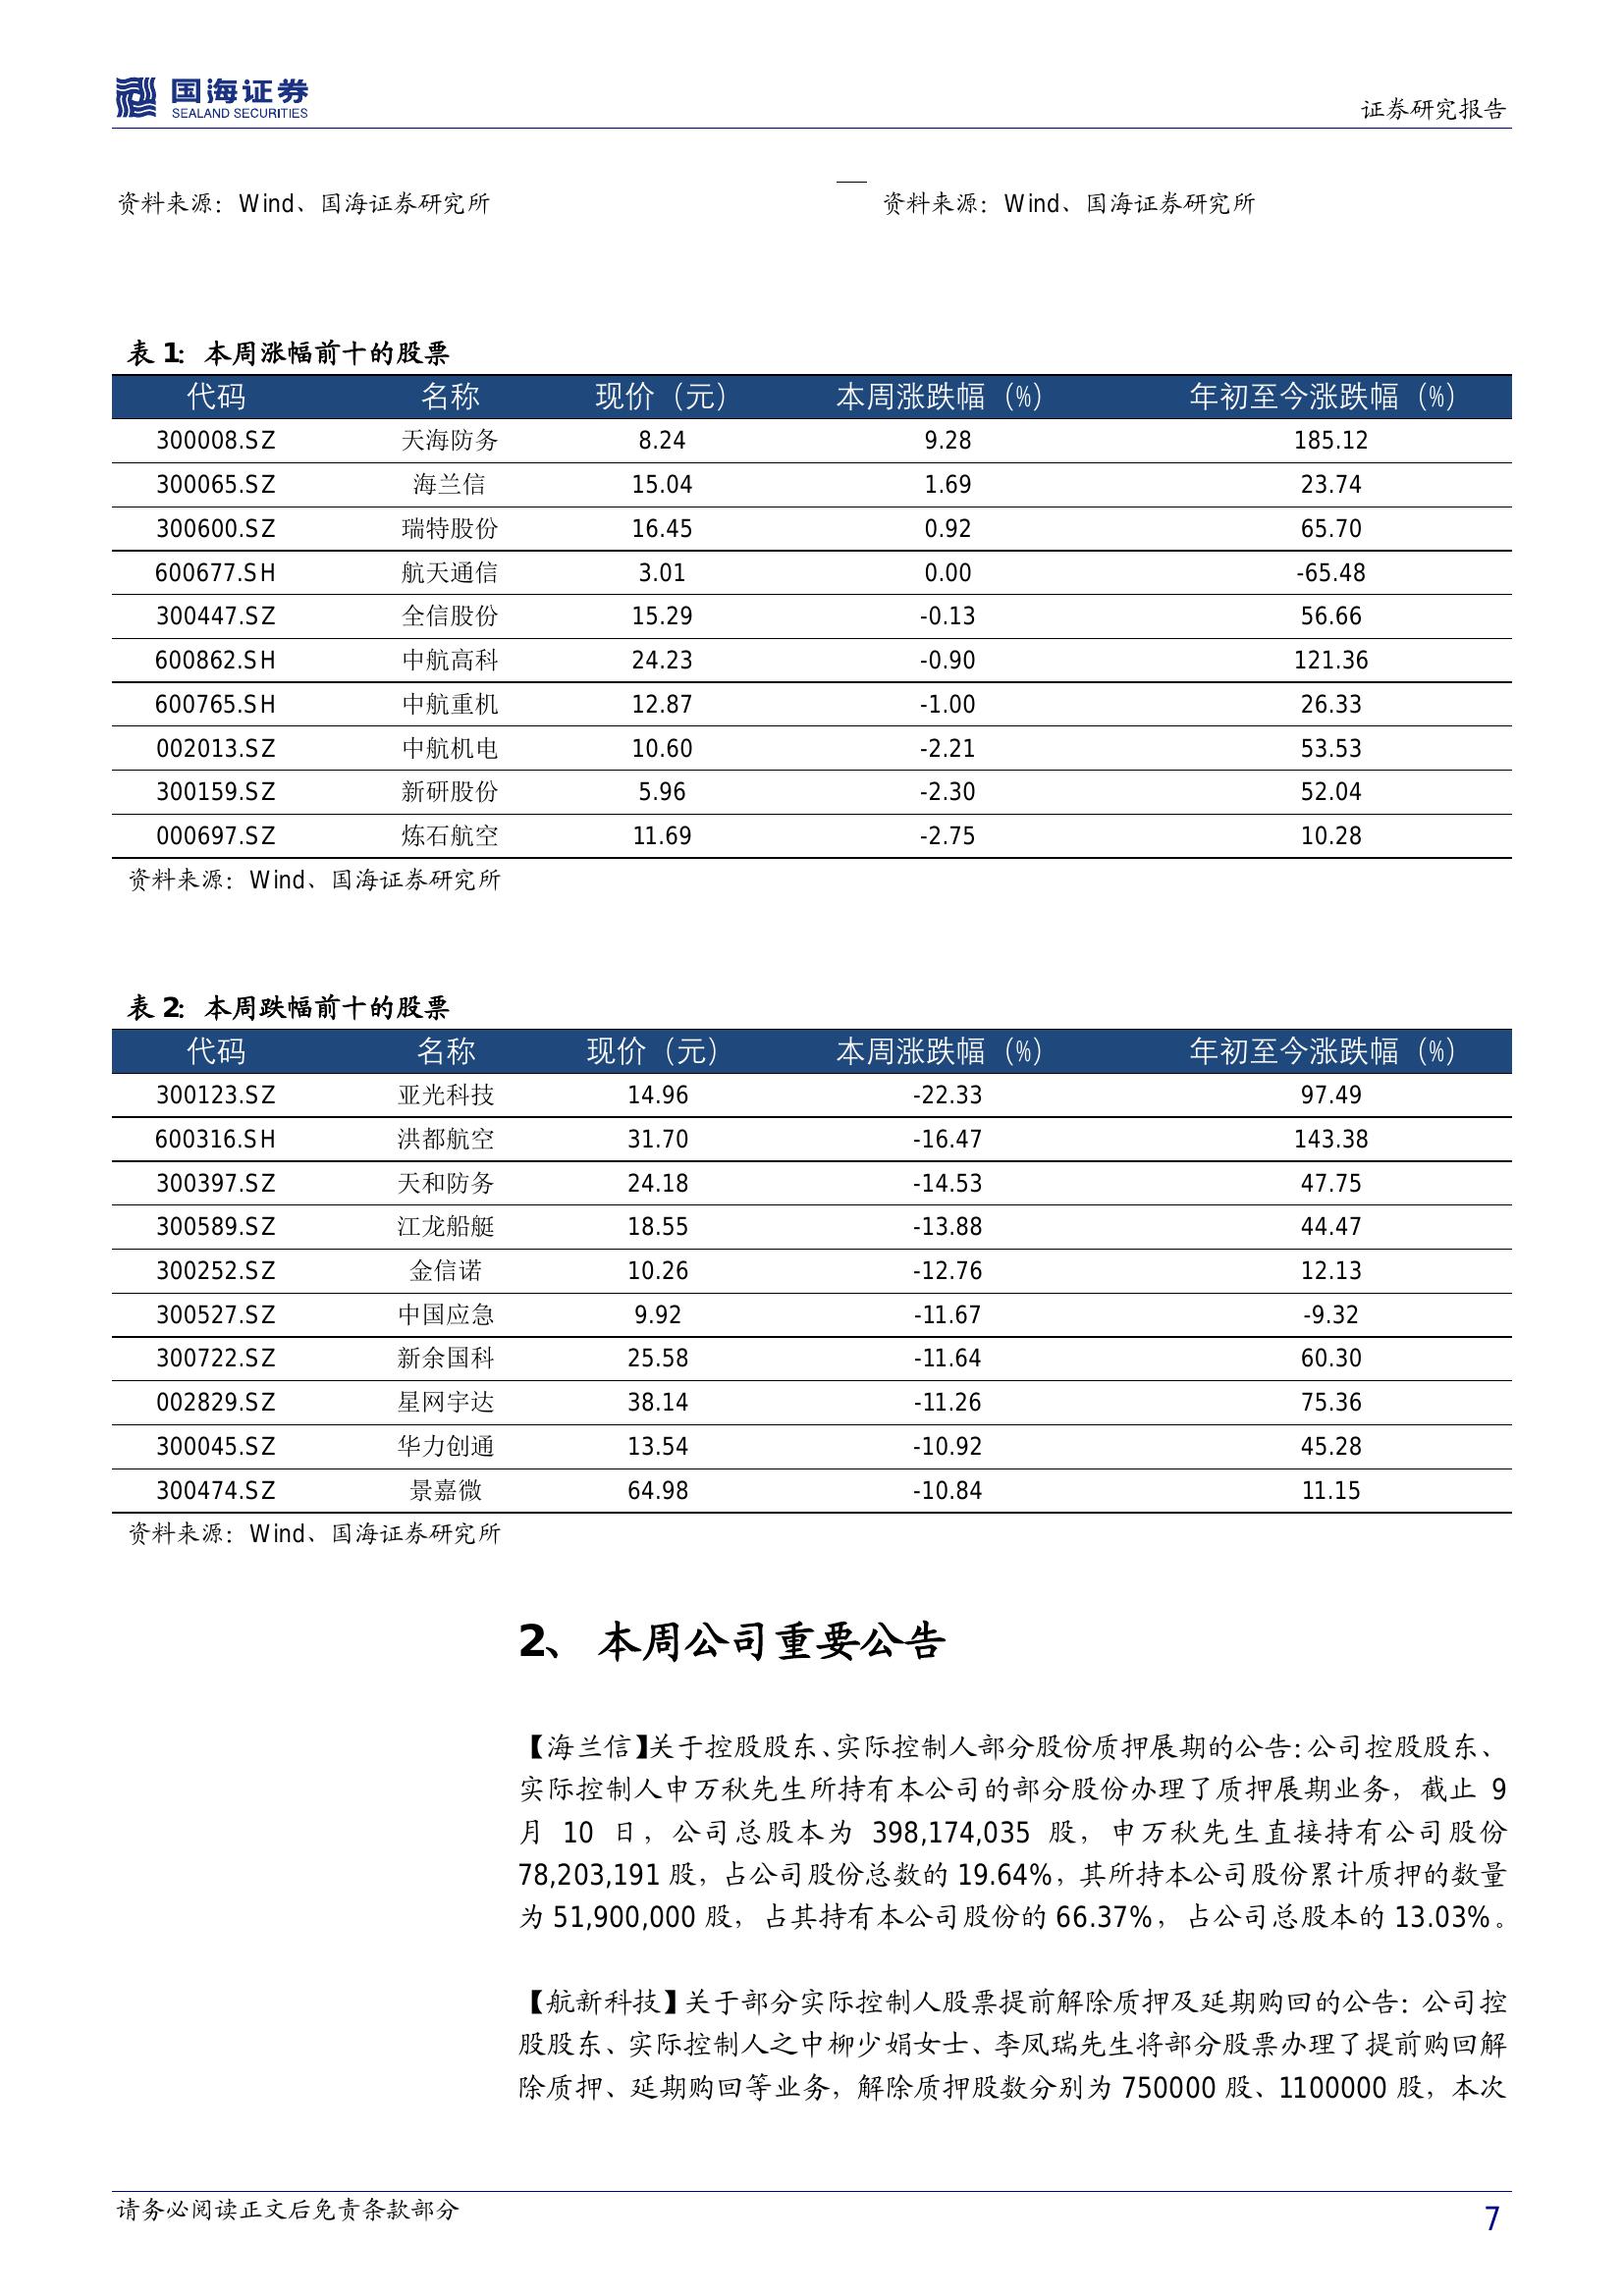 国海证券
SEALAND SECURITIES
证券研究报告
资料来源：Wind、国海证券研究所
资料来源：Wind、国海证券研究所
表 1：本周涨幅前十的股票
代码 名称 现价（元） 本周涨跌幅（%） 年初至今涨跌幅（%）
300008.SZ 天海防务 8.24 9.28 185.12
300065.SZ 海兰信 15.04 1.69 23.74
300600.SZ 瑞特股份 16.45 0.92 65.70
600677.SH 航天通信 3.01 0.00 -65.48
300447.SZ 全信股份 15.29 -0.13 56.66
600862.SH 中航高科 24.23 -0.90 121.36
600765.SH 中航重机 12.87 -1.00 26.33
002013.SZ 中航机电 10.60 -2.21 53.53
300159.SZ 新研股份 5.96 -2.30 52.04
000697.SZ 炼石航空 11.69 -2.75 10.28
资料来源：Wind、国海证券研究所
表 2：本周跌幅前十的股票
代码 名称 现价（元） 本周涨跌幅（%） 年初至今涨跌幅（%）
300123.SZ 亚光科技 14.96 -22.33 97.49
600316.SH 洪都航空 31.70 -16.47 143.38
300397.SZ 天和防务 24.18 -14.53 47.75
300589.SZ 江龙船艇 18.55 -13.88 44.47
300252.SZ 金信诺 10.26 -12.76 12.13
300527.SZ 中国应急 9.92 -11.67 -9.32
300722.SZ 新余国科 25.58 -11.64 60.30
002829.SZ 星网宇达 38.14 -11.26 75.36
300045.SZ 华力创通 13.54 -10.92 45.28
300474.SZ 景嘉微 64.98 -10.84 11.15
资料来源：Wind、国海证券研究所
2、 本周公司重要公告
【海兰信】关于控股股东、实际控制人部分股份质押展期的公告：公司控股股东、
实际控制人申万秋先生所持有本公司的部分股份办理了质押展期业务，截止 9
月 10 日，公司总股本为 398,174,035 股，申万秋先生直接持有公司股份
78,203,191 股，占公司股份总数的 19.64%，其所持本公司股份累计质押的数量
为 51,900,000 股，占其持有本公司股份的 66.37%，占公司总股本的 13.03%。
【航新科技】关于部分实际控制人股票提前解除质押及延期购回的公告：公司控
股股东、实际控制人之中柳少娟女士、李凤瑞先生将部分股票办理了提前购回解
除质押、延期购回等业务，解除质押股数分别为 750000 股、1100000 股，本次
请务必阅读正文后免责条款部分
7